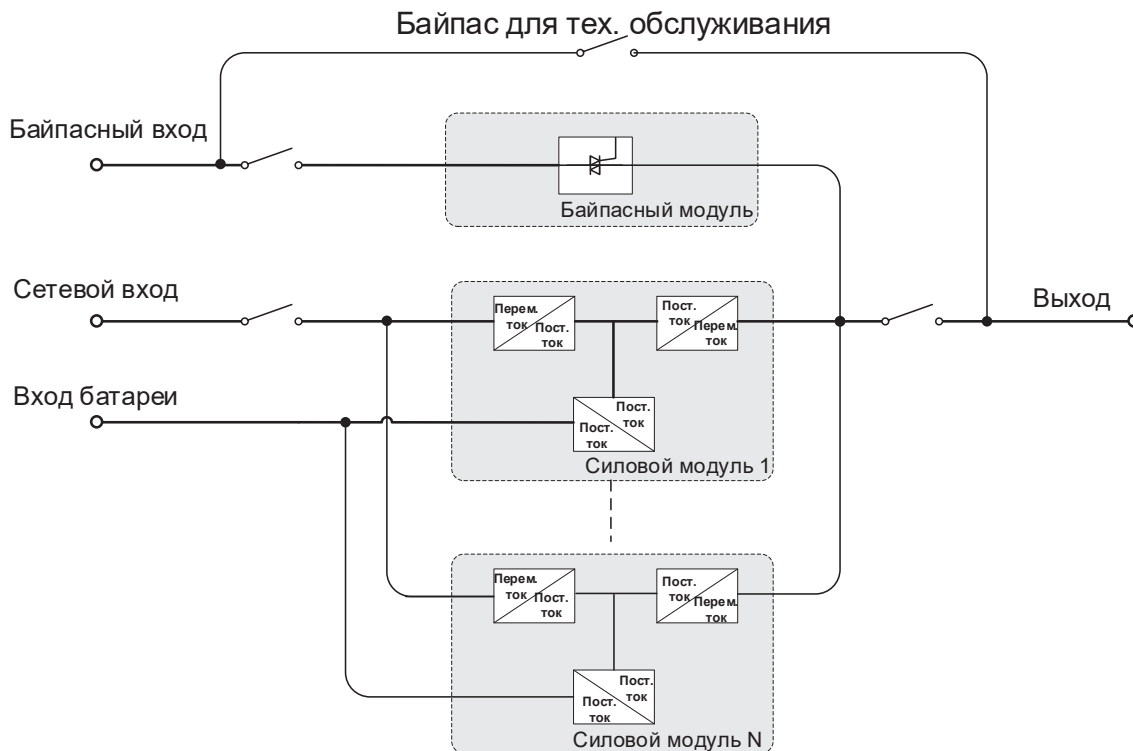 Байпас для тех. обслуживания
Байпасный вход
Байпасный модуль
Сетевой вход
Перем.
ток
Пост.
ток
Пост.
ток
Перем.
ток
Выход
Вход батареи
Пост.
ток
Пост.
ток
Силовой модуль 1
Перем.
ток
Пост.
ток
Пост.
ток
Перем.
ток
Пост.
ток
Пост.
ток
Силовой модуль N